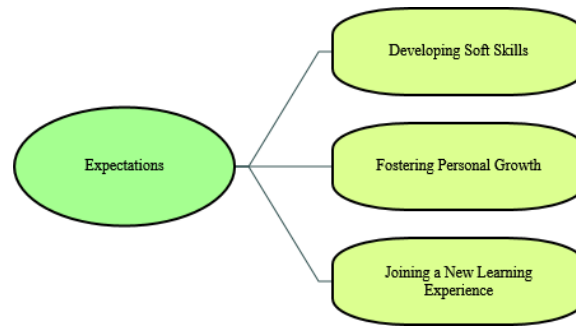 Developing Soft Skills
Expectations
Fostering Personal Growth
Joining a New Learning
Experience